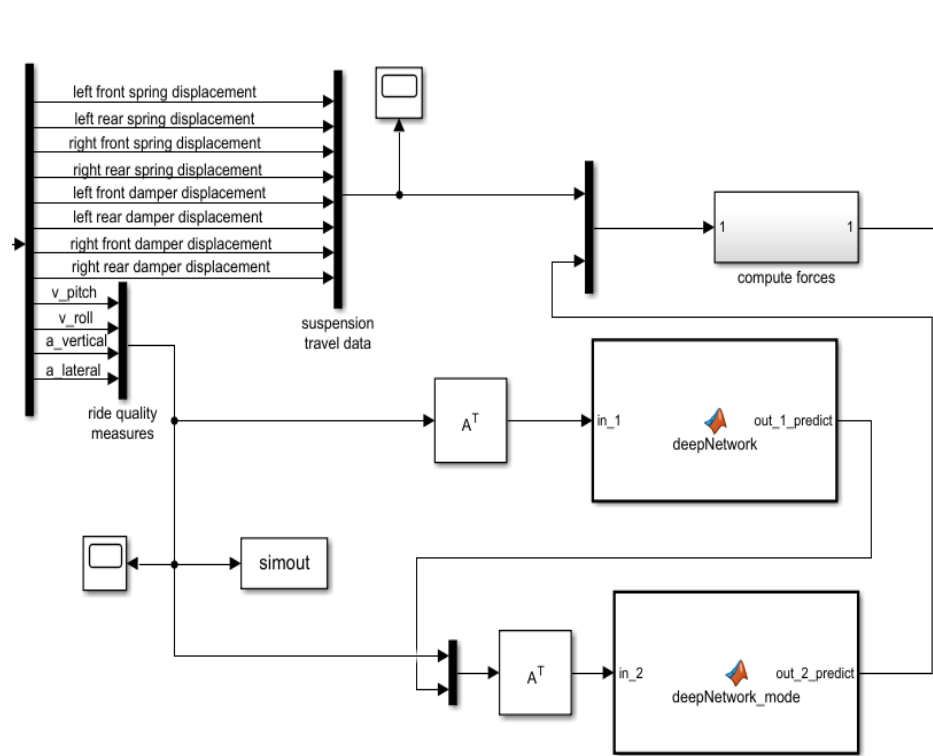 left front spring displacement
left rear spring displacement
right front spring displacement
right rear spring displacement
left front damper displacement
left rear damper displacement
right front damper displacement
right rear damper displacement
v_pitch
v_roll
a_vertical
a_lateral
ride quality
measures
suspension
travel data
1
1
compute forces
Aᵀ
in_1
out_1_predict
deepNetwork
simout
Aᵀ
in_2
out_2_predict
deepNetwork_mode